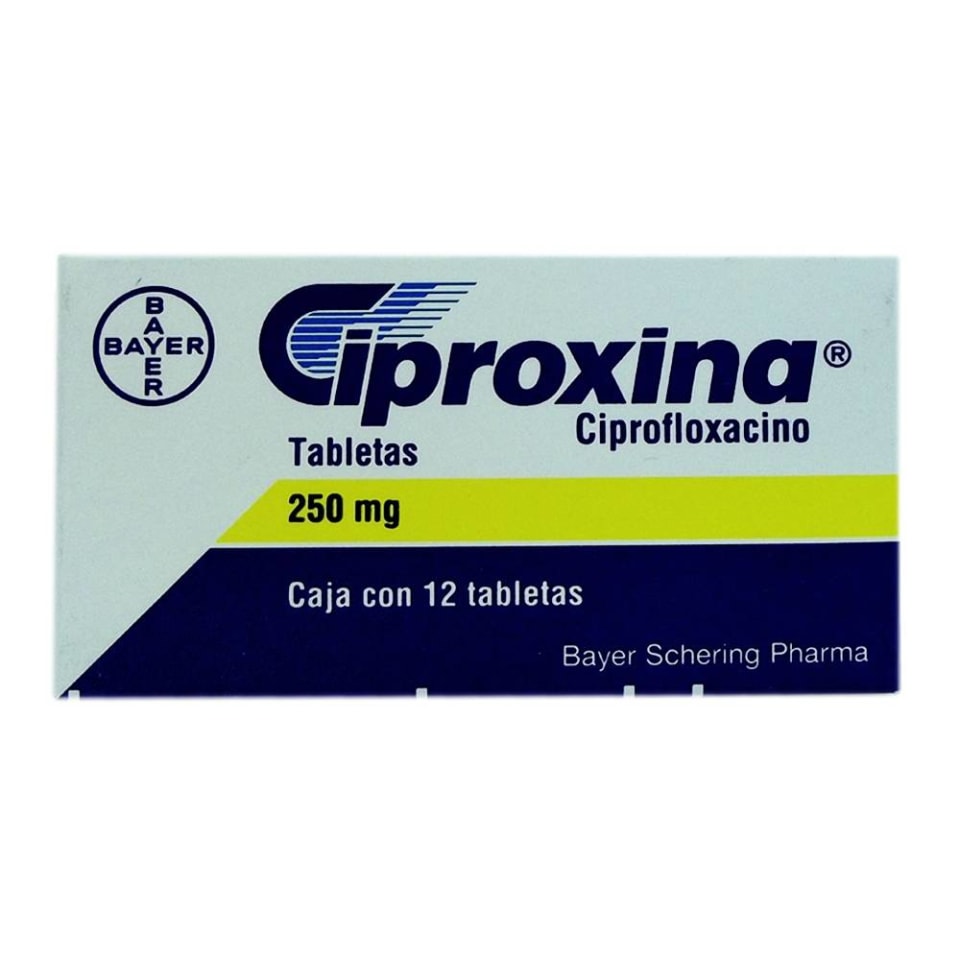 BAYER
BAYER
Ciproxina®
Ciprofloxacino
Tabletas
250 mg
Caja con 12 tabletas
Bayer Schering Pharma